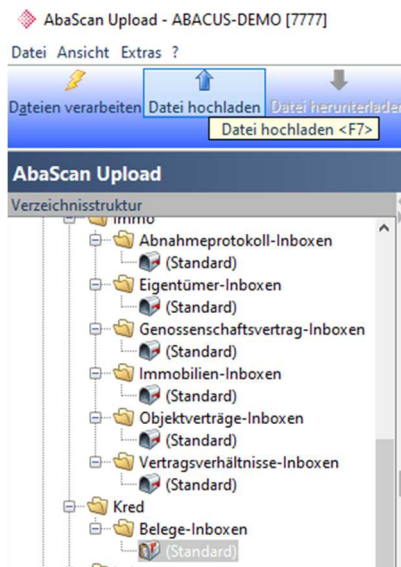 AbaScan Upload - ABACUS-DEMO [7777]
Datei Ansicht Extras ?
Dateien verarbeiten Datei hochladen Datei herunterlade
Datei hochladen <F7>
AbaScan Upload
Verzeichnisstruktur
Immo
Abnahmeprotokoll-Inboxen
(Standard)
Eigentümer-Inboxen
(Standard)
Genossenschaftsvertrag-Inboxen
(Standard)
Immobilien-Inboxen
(Standard)
Objektverträge-Inboxen
(Standard)
Vertragsverhältnisse-Inboxen
(Standard)
Kred
Belege-Inboxen
(Standard)